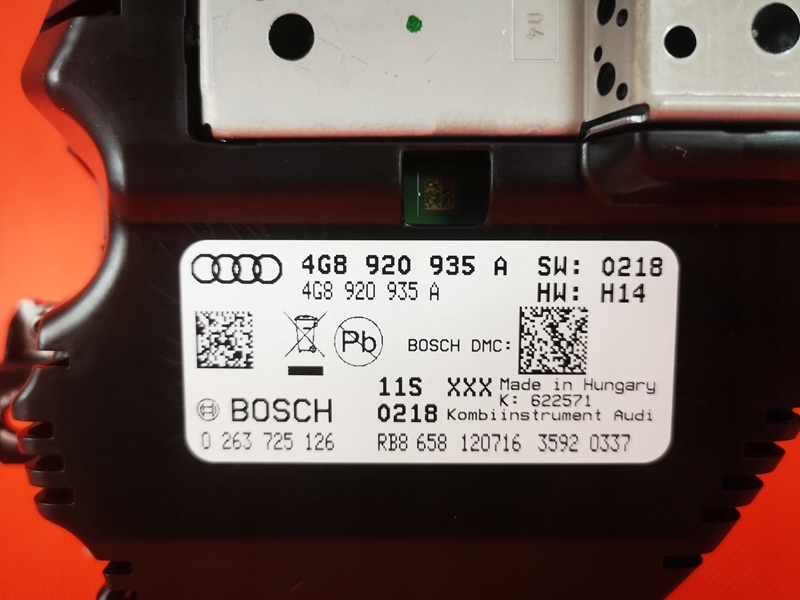 04
4G8 920 935 A SW: 0218
4G8 920 935 A HW: H14
Pb BOSCH DMC:
11S XXX Made in Hungary
K: 622571
BOSCH 0218 Kombiinstrument Audi
0 263 725 126 RB8 658 120716 3592 0337